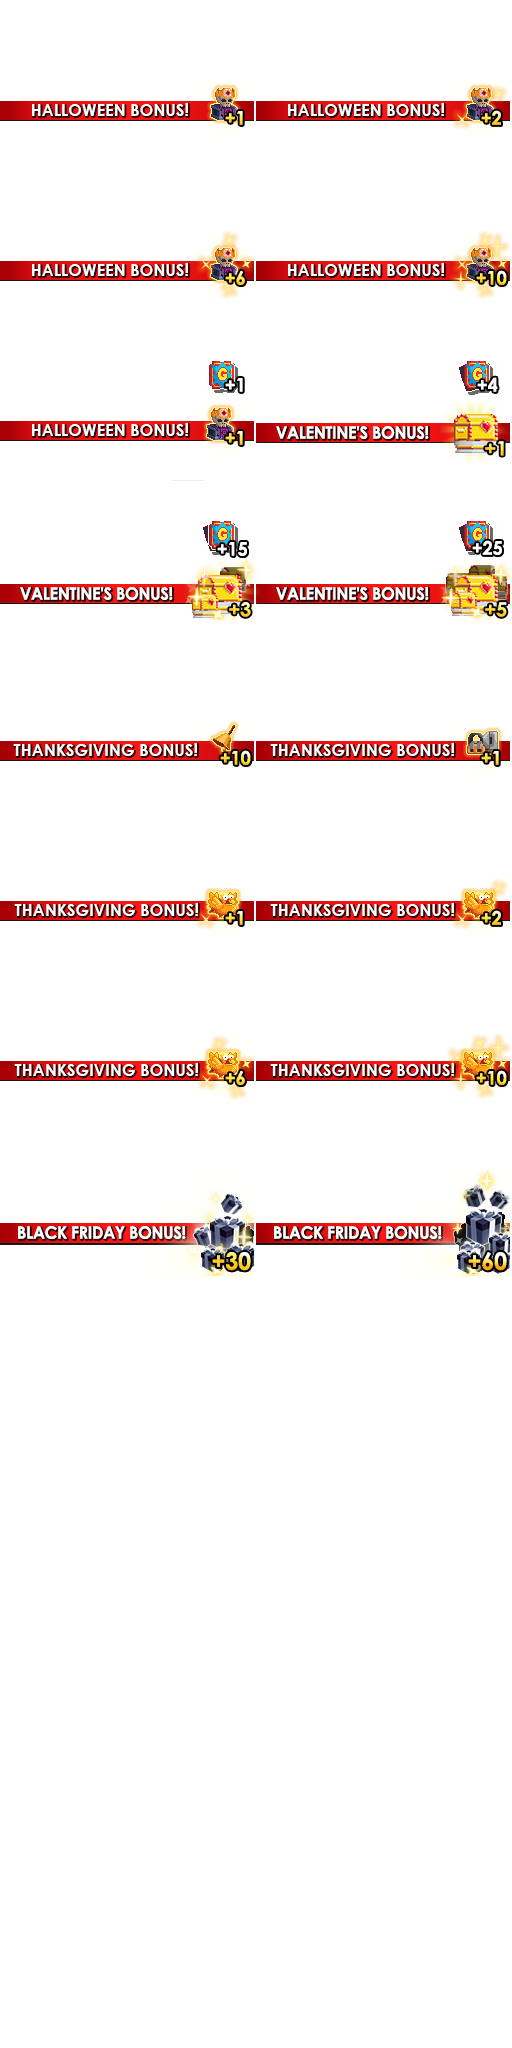 HALLOWEEN BONUS! +1
HALLOWEEN BONUS! +2
HALLOWEEN BONUS! +6
HALLOWEEN BONUS! +10
G +1
G +4
HALLOWEEN BONUS! +1
VALENTINE'S BONUS! +1
G +15
G +25
VALENTINE'S BONUS! +3
VALENTINE'S BONUS! +5
THANKSGIVING BONUS! +10
THANKSGIVING BONUS! +1
THANKSGIVING BONUS! +1
THANKSGIVING BONUS! +2
THANKSGIVING BONUS! +6
THANKSGIVING BONUS! +10
BLACK FRIDAY BONUS! +30
BLACK FRIDAY BONUS! +60